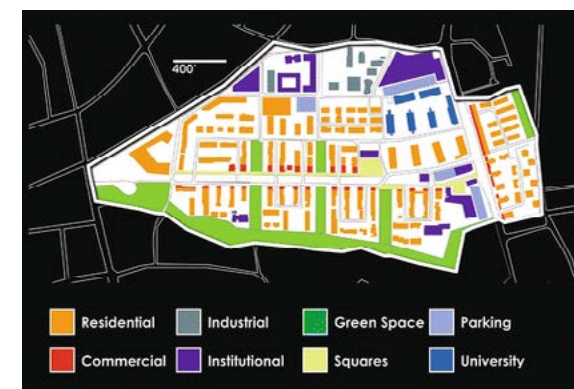 400'
Residential Industrial Green Space Parking
Commercial Institutional Squares University